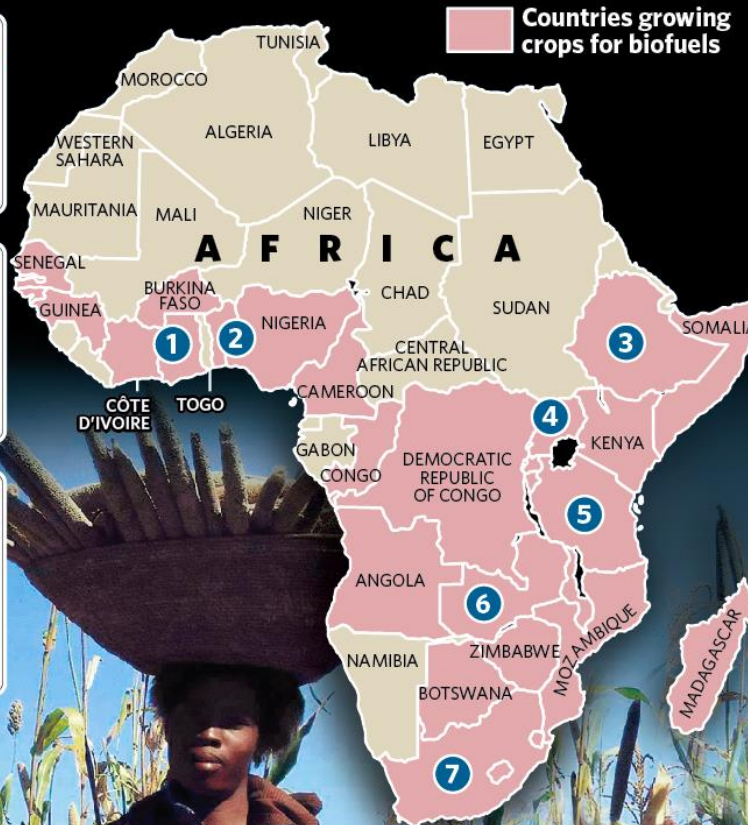 Countries growing
crops for biofuels
TUNISIA
MOROCCO
ALGERIA
LIBYA
EGYPT
WESTERN
SAHARA
MAURITANIA
MALI
NIGER
AFRICA
SENEGAL
CHAD
SUDAN
GUINEA
BURKINA
FASO
NIGERIA
1
2
3
SOMALIA
CENTRAL
AFRICAN REPUBLIC
CAMEROON
CÔTE
D'IVOIRE
TOGO
4
KENYA
GABON
CONGO
DEMOCRATIC
REPUBLIC
OF CONGO
5
ANGOLA
6
MOZAMBIQUE
ZIMBABWE
NAMIBIA
BOTSWANA
MADAGASCAR
7